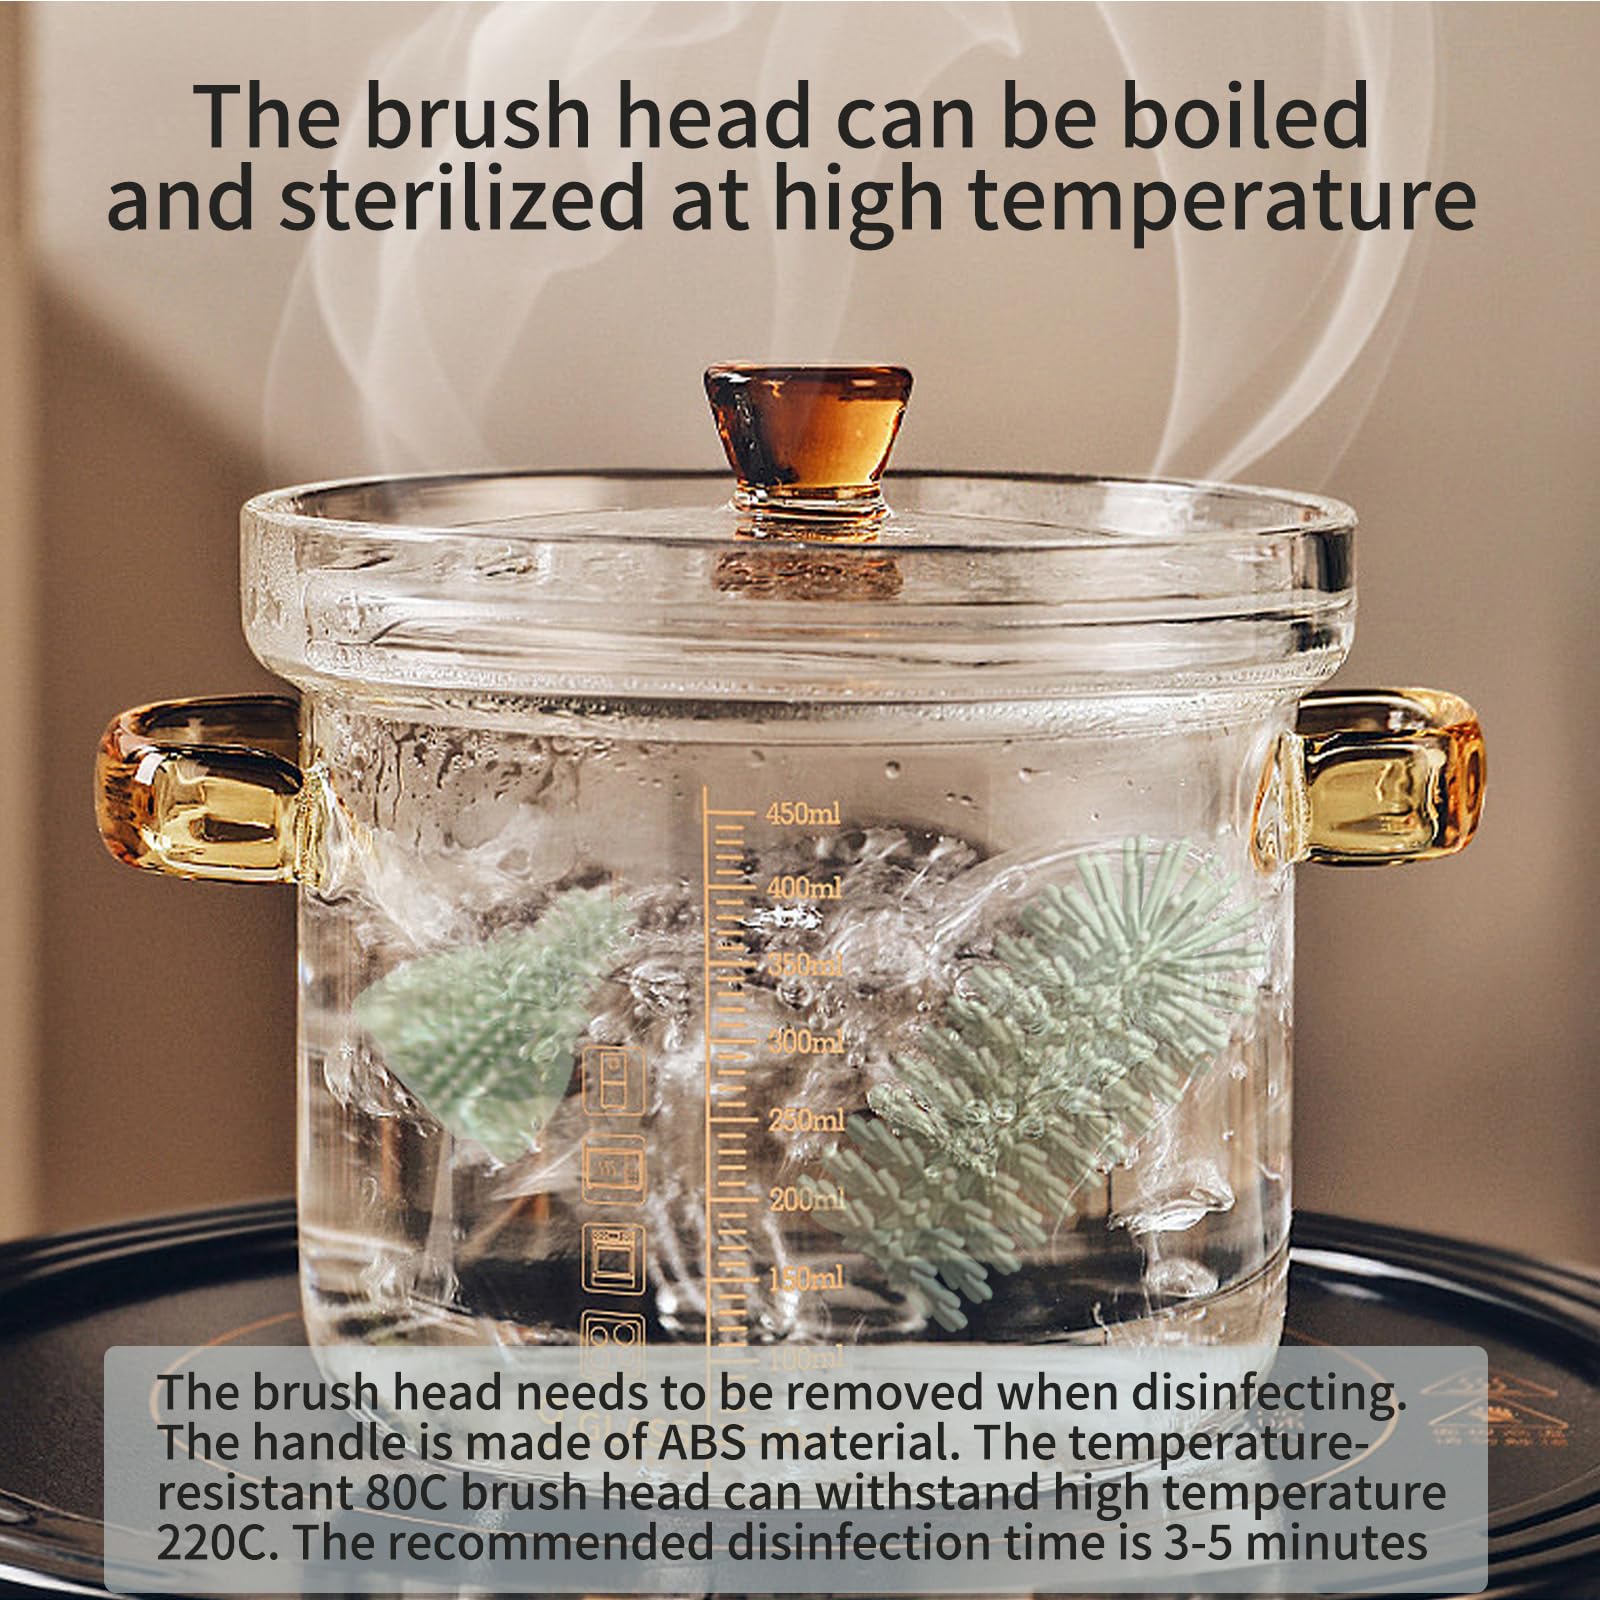 The brush head can be boiled
and sterilized at high temperature
450ml
400ml
350ml
300ml
250ml
200ml
150ml
100ml
GLASS
The brush head needs to be removed when disinfecting.
The handle is made of ABS material. The temperature-
resistant 80C brush head can withstand high temperature
220C. The recommended disinfection time is 3-5 minutes